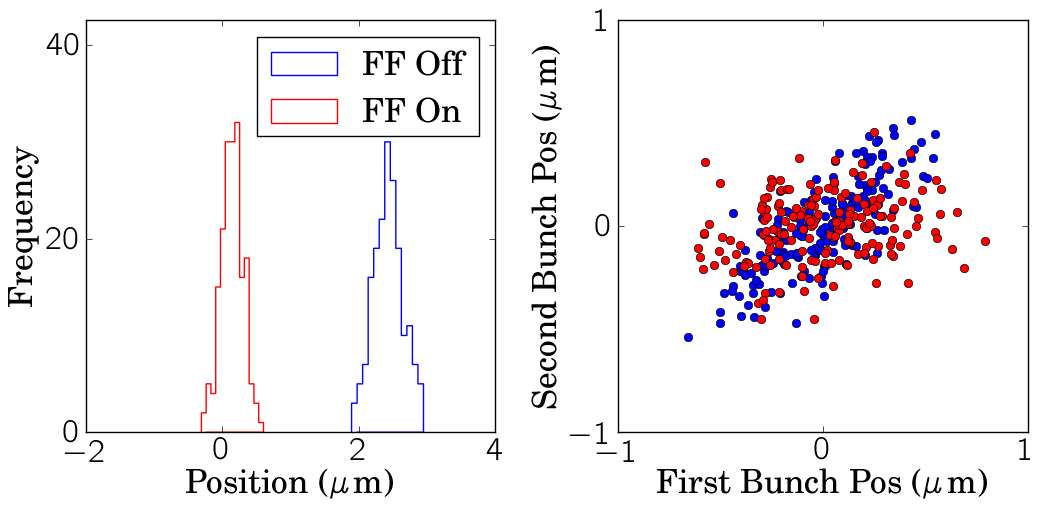 40
20
0
Frequency
−2
0
2
4
Position (μm)
FF Off
FF On
1
0
−1
Second Bunch Pos (μm)
−1
0
1
First Bunch Pos (μm)